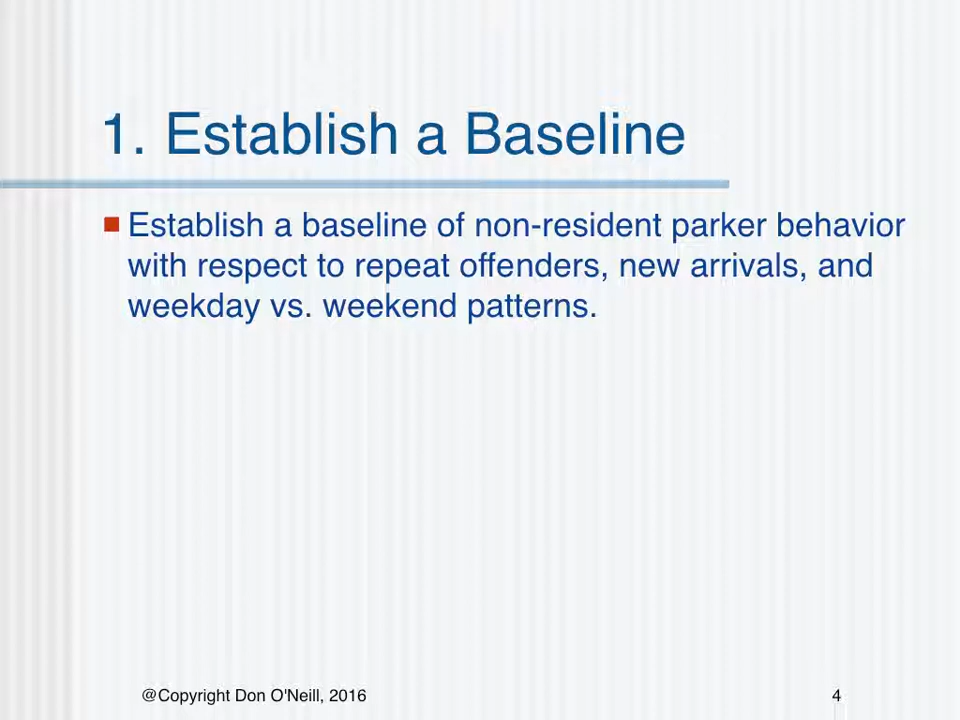 1. Establish a Baseline
Establish a baseline of non-resident parker behavior
with respect to repeat offenders, new arrivals, and
weekday vs. weekend patterns.
@Copyright Don O'Neill, 2016
4